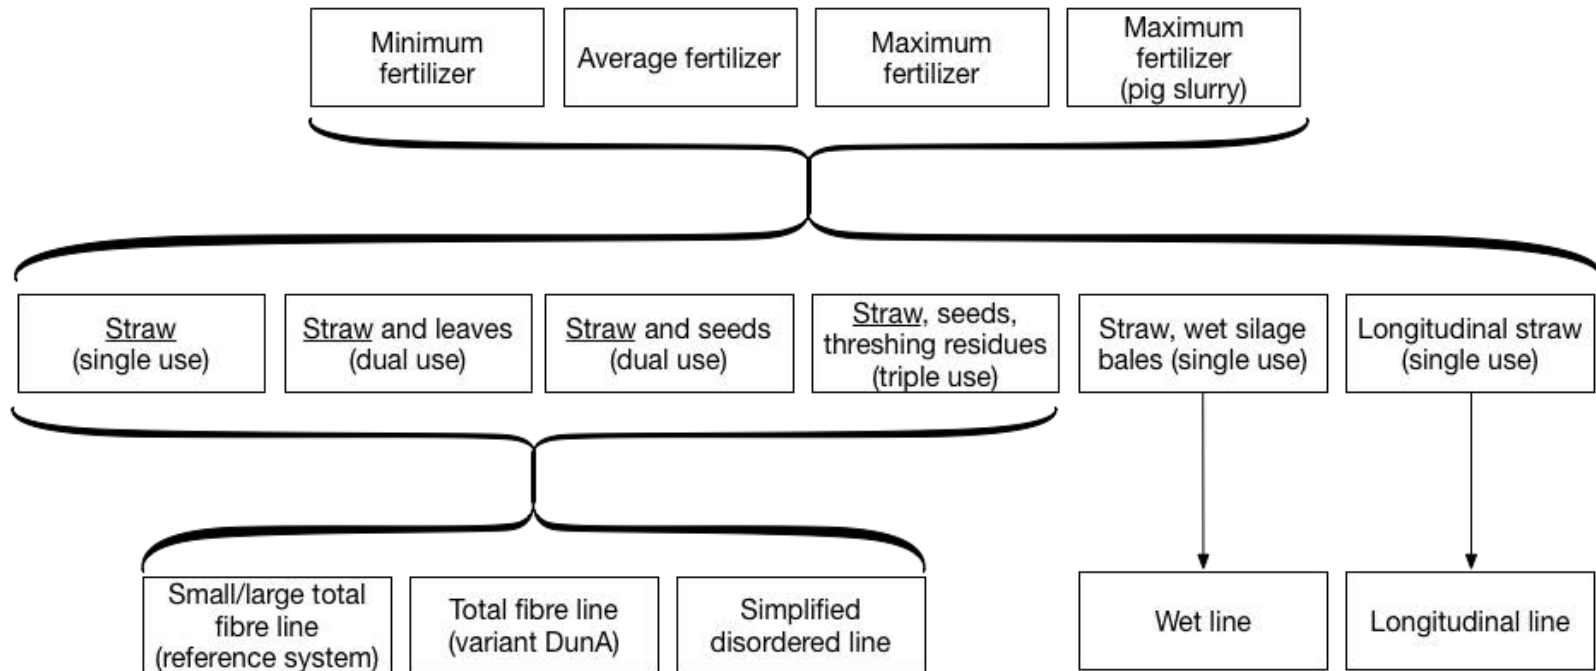 Minimum
fertilizer
Average fertilizer
Maximum
fertilizer
Maximum
fertilizer
(pig slurry)
Straw
(single use)
Straw and leaves
(dual use)
Straw and seeds
(dual use)
Straw, seeds,
threshing residues
(triple use)
Straw, wet silage
bales (single use)
Longitudinal straw
(single use)
Small/large total
fibre line
(reference system)
Total fibre line
(variant DunA)
Simplified
disordered line
Wet line
Longitudinal line